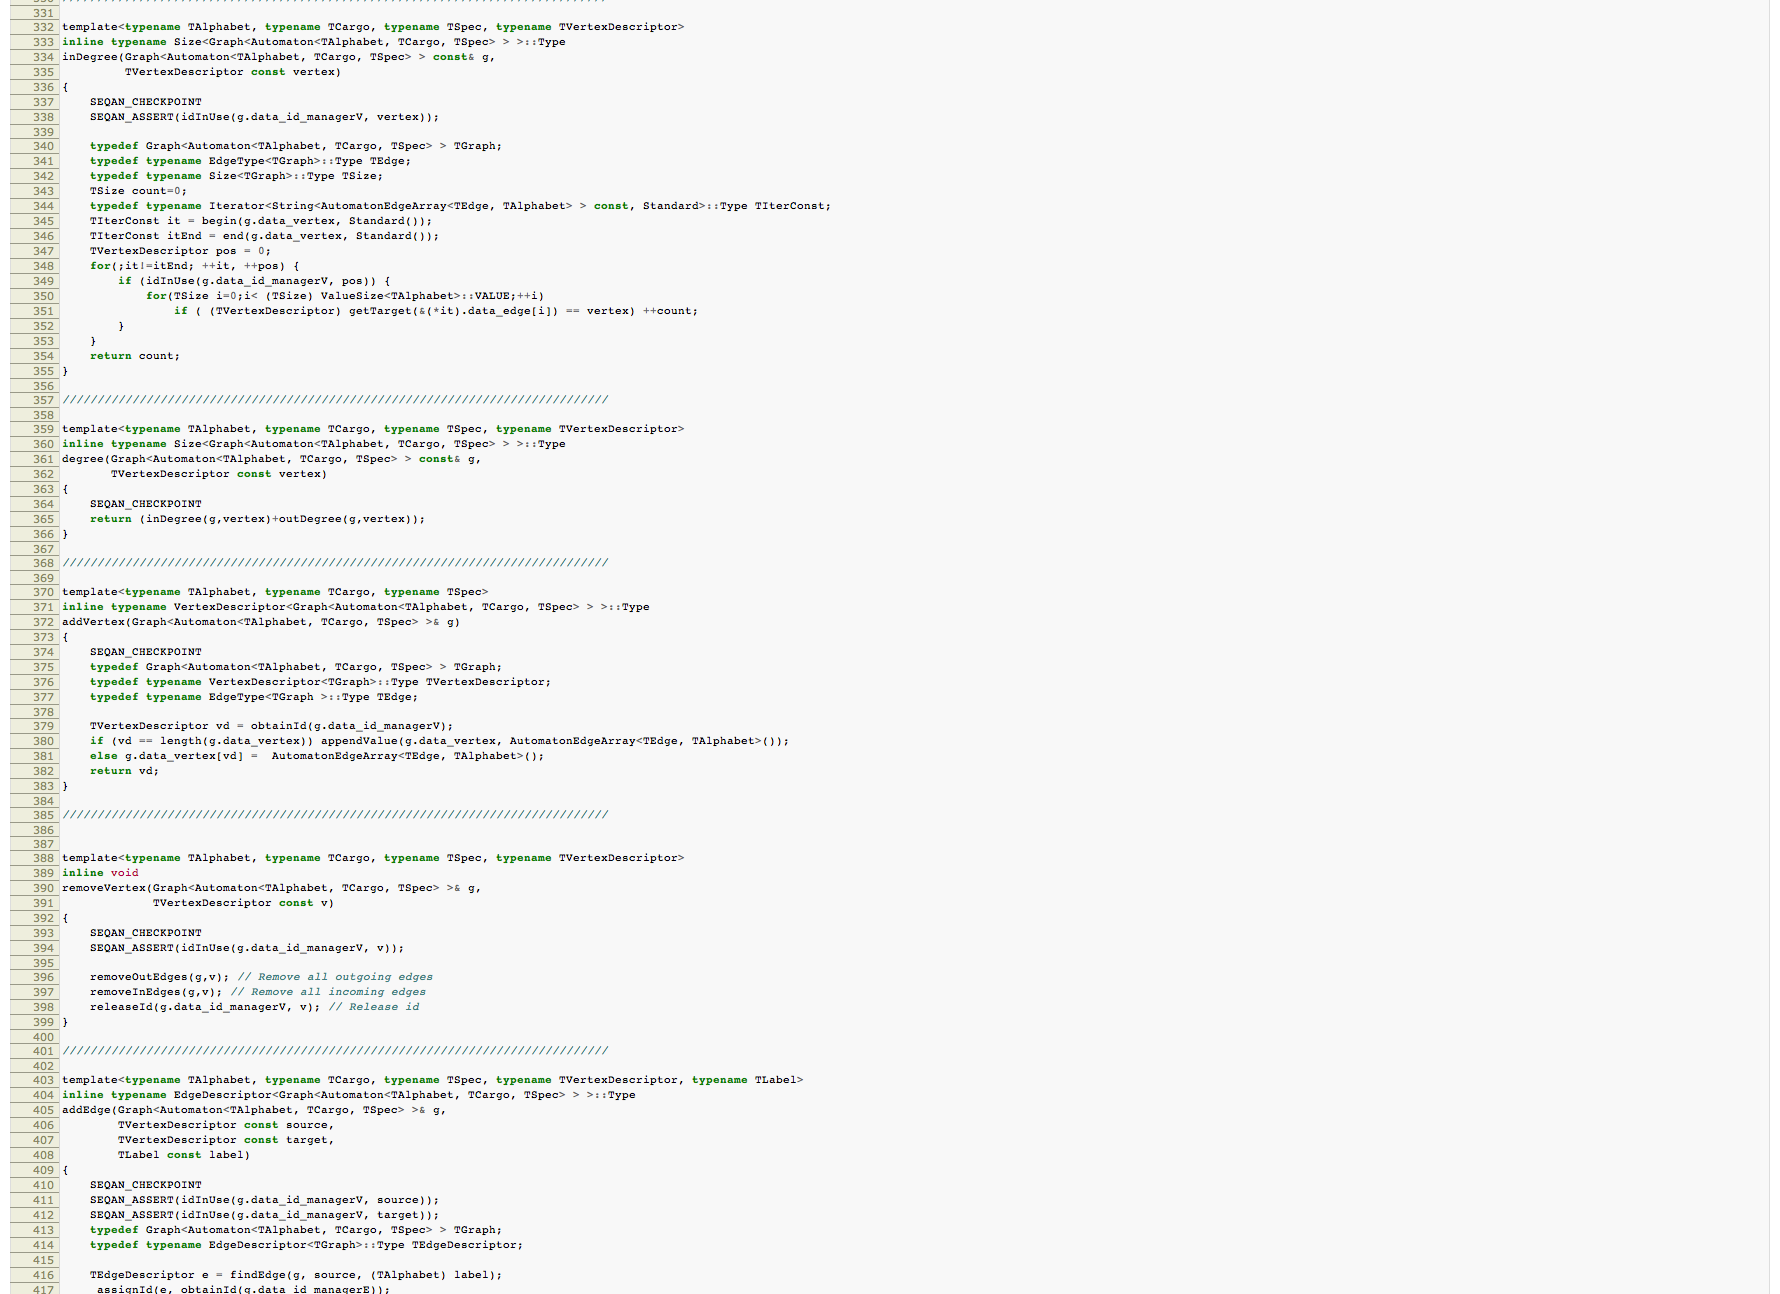 331
332 template<typename TAlphabet, typename TCargo, typename TSpec, typename TVertexDescriptor>
333 inline typename Size<Graph<Automaton<TAlphabet, TCargo, TSpec> > >::Type
334 inDegree(Graph<Automaton<TAlphabet, TCargo, TSpec> > const& g,
335          TVertexDescriptor const vertex)
336 {
337     SEQAN_CHECKPOINT
338     SEQAN_ASSERT(idInUse(g.data_id_managerV, vertex));
339
340     typedef Graph<Automaton<TAlphabet, TCargo, TSpec> > TGraph;
341     typedef typename EdgeType<TGraph>::Type TEdge;
342     typedef typename Size<TGraph>::Type TSize;
343     TSize count=0;
344     typedef typename Iterator<String<AutomatonEdgeArray<TEdge, TAlphabet> > const, Standard>::Type TIterConst;
345     TIterConst it = begin(g.data_vertex, Standard());
346     TIterConst itEnd = end(g.data_vertex, Standard());
347     TVertexDescriptor pos = 0;
348     for(;it!=itEnd; ++it, ++pos) {
349         if (idInUse(g.data_id_managerV, pos)) {
350             for(TSize i=0;i< (TSize) ValueSize<TAlphabet>::VALUE;++i)
351                 if ( (TVertexDescriptor) getTarget(&(*it).data_edge[i]) == vertex) ++count;
352         }
353     }
354     return count;
355 }
356
357 //////////////////////////////////////////////////////////////////////////////
358
359 template<typename TAlphabet, typename TCargo, typename TSpec, typename TVertexDescriptor>
360 inline typename Size<Graph<Automaton<TAlphabet, TCargo, TSpec> > >::Type
361 degree(Graph<Automaton<TAlphabet, TCargo, TSpec> > const& g,
362        TVertexDescriptor const vertex)
363 {
364     SEQAN_CHECKPOINT
365     return (inDegree(g,vertex)+outDegree(g,vertex));
366 }
367
368 //////////////////////////////////////////////////////////////////////////////
369
370 template<typename TAlphabet, typename TCargo, typename TSpec>
371 inline typename VertexDescriptor<Graph<Automaton<TAlphabet, TCargo, TSpec> > >::Type
372 addVertex(Graph<Automaton<TAlphabet, TCargo, TSpec> >& g)
373 {
374     SEQAN_CHECKPOINT
375     typedef Graph<Automaton<TAlphabet, TCargo, TSpec> > TGraph;
376     typedef typename VertexDescriptor<TGraph>::Type TVertexDescriptor;
377     typedef typename EdgeType<TGraph >::Type TEdge;
378
379     TVertexDescriptor vd = obtainId(g.data_id_managerV);
380     if (vd == length(g.data_vertex)) appendValue(g.data_vertex, AutomatonEdgeArray<TEdge, TAlphabet>());
381     else g.data_vertex[vd] =  AutomatonEdgeArray<TEdge, TAlphabet>();
382     return vd;
383 }
384
385 //////////////////////////////////////////////////////////////////////////////
386
387
388 template<typename TAlphabet, typename TCargo, typename TSpec, typename TVertexDescriptor>
389 inline void
390 removeVertex(Graph<Automaton<TAlphabet, TCargo, TSpec> >& g,
391              TVertexDescriptor const v)
392 {
393     SEQAN_CHECKPOINT
394     SEQAN_ASSERT(idInUse(g.data_id_managerV, v));
395
396     removeOutEdges(g,v); // Remove all outgoing edges
397     removeInEdges(g,v); // Remove all incoming edges
398     releaseId(g.data_id_managerV, v); // Release id
399 }
400
401 //////////////////////////////////////////////////////////////////////////////
402
403 template<typename TAlphabet, typename TCargo, typename TSpec, typename TVertexDescriptor, typename TLabel>
404 inline typename EdgeDescriptor<Graph<Automaton<TAlphabet, TCargo, TSpec> > >::Type
405 addEdge(Graph<Automaton<TAlphabet, TCargo, TSpec> >& g,
406         TVertexDescriptor const source,
407         TVertexDescriptor const target,
408         TLabel const label)
409 {
410     SEQAN_CHECKPOINT
411     SEQAN_ASSERT(idInUse(g.data_id_managerV, source));
412     SEQAN_ASSERT(idInUse(g.data_id_managerV, target));
413     typedef Graph<Automaton<TAlphabet, TCargo, TSpec> > TGraph;
414     typedef typename EdgeDescriptor<TGraph>::Type TEdgeDescriptor;
415
416     TEdgeDescriptor e = findEdge(g, source, (TAlphabet) label);
417      assignId(e, obtainId(g.data_id_managerE));